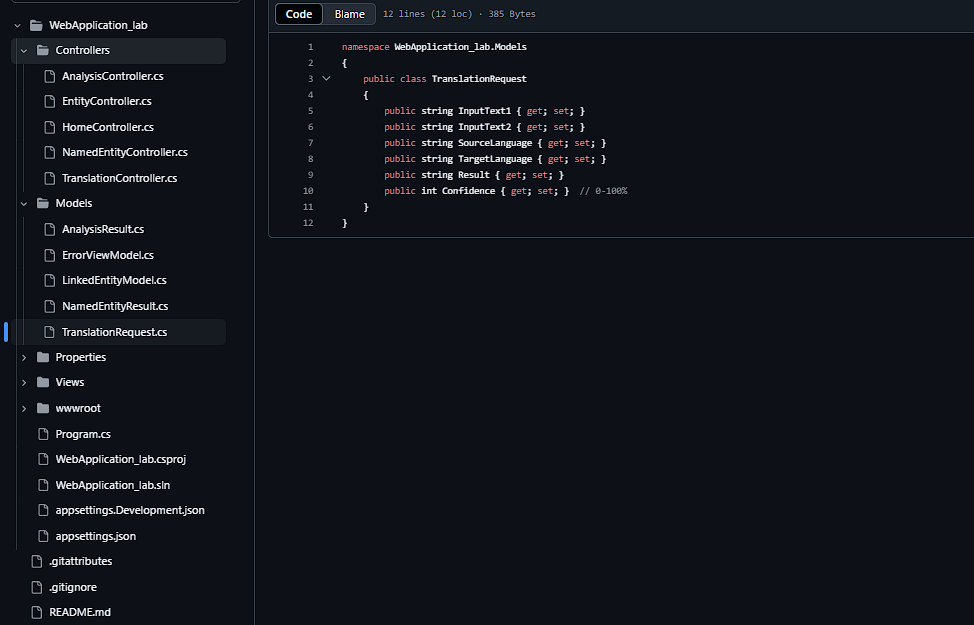 WebApplication_lab
Controllers
AnalysisController.cs
EntityController.cs
HomeController.cs
NamedEntityController.cs
TranslationController.cs
Models
AnalysisResult.cs
ErrorViewModel.cs
LinkedEntityModel.cs
NamedEntityResult.cs
TranslationRequest.cs
Properties
Views
wwwroot
Program.cs
WebApplication_lab.csproj
WebApplication_lab.sln
appsettings.Development.json
appsettings.json
.gitattributes
.gitignore
README.md
Code Blame 12 lines (12 loc) · 385 Bytes
1 namespace WebApplication_lab.Models
2 {
3 public class TranslationRequest
4 {
5 public string InputText1 { get; set; }
6 public string InputText2 { get; set; }
7 public string SourceLanguage { get; set; }
8 public string TargetLanguage { get; set; }
9 public string Result { get; set; }
10 public int Confidence { get; set; } // 0-100%
11 }
12 }